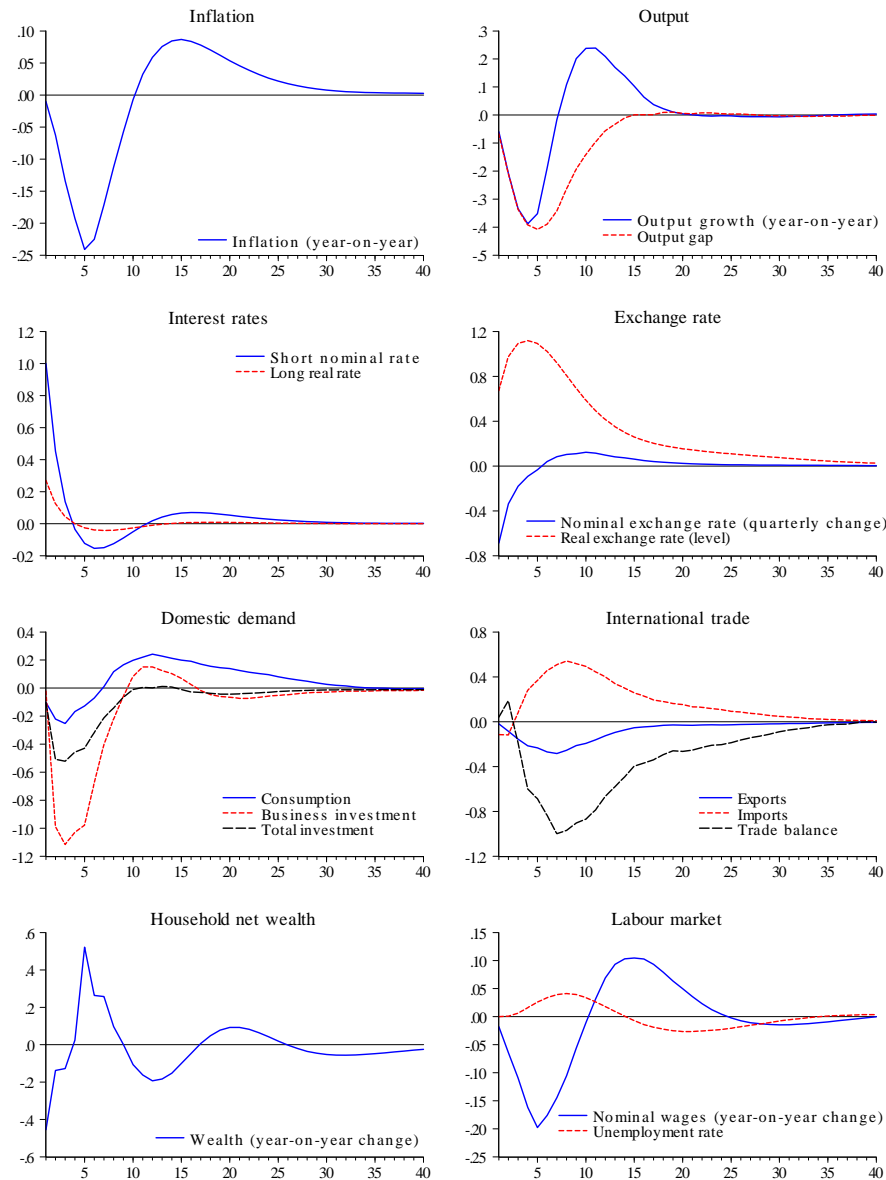 Inflation
.10
.05
.00
-.05
-.10
-.15
-.20
-.25
Inflation (year-on-year)
5 10 15 20 25 30 35 40
Output
.3
.2
.1
.0
-.1
-.2
-.3
-.4
-.5
Output growth (year-on-year)
Output gap
5 10 15 20 25 30 35 40
Interest rates
1.2
1.0
0.8
0.6
0.4
0.2
0.0
-0.2
Short nominal rate
Long real rate
5 10 15 20 25 30 35 40
Exchange rate
1.2
0.8
0.4
0.0
-0.4
-0.8
Nominal exchange rate (quarterly change)
Real exchange rate (level)
5 10 15 20 25 30 35 40
Domestic demand
0.4
0.2
0.0
-0.2
-0.4
-0.6
-0.8
-1.0
-1.2
Consumption
Business investment
Total investment
5 10 15 20 25 30 35 40
International trade
0.8
0.4
0.0
-0.4
-0.8
-1.2
Exports
Imports
Trade balance
5 10 15 20 25 30 35 40
Household net wealth
.6
.4
.2
.0
-.2
-.4
-.6
Wealth (year-on-year change)
5 10 15 20 25 30 35 40
Labour market
.15
.10
.05
.00
-.05
-.10
-.15
-.20
-.25
Nominal wages (year-on-year change)
Unemployment rate
5 10 15 20 25 30 35 40